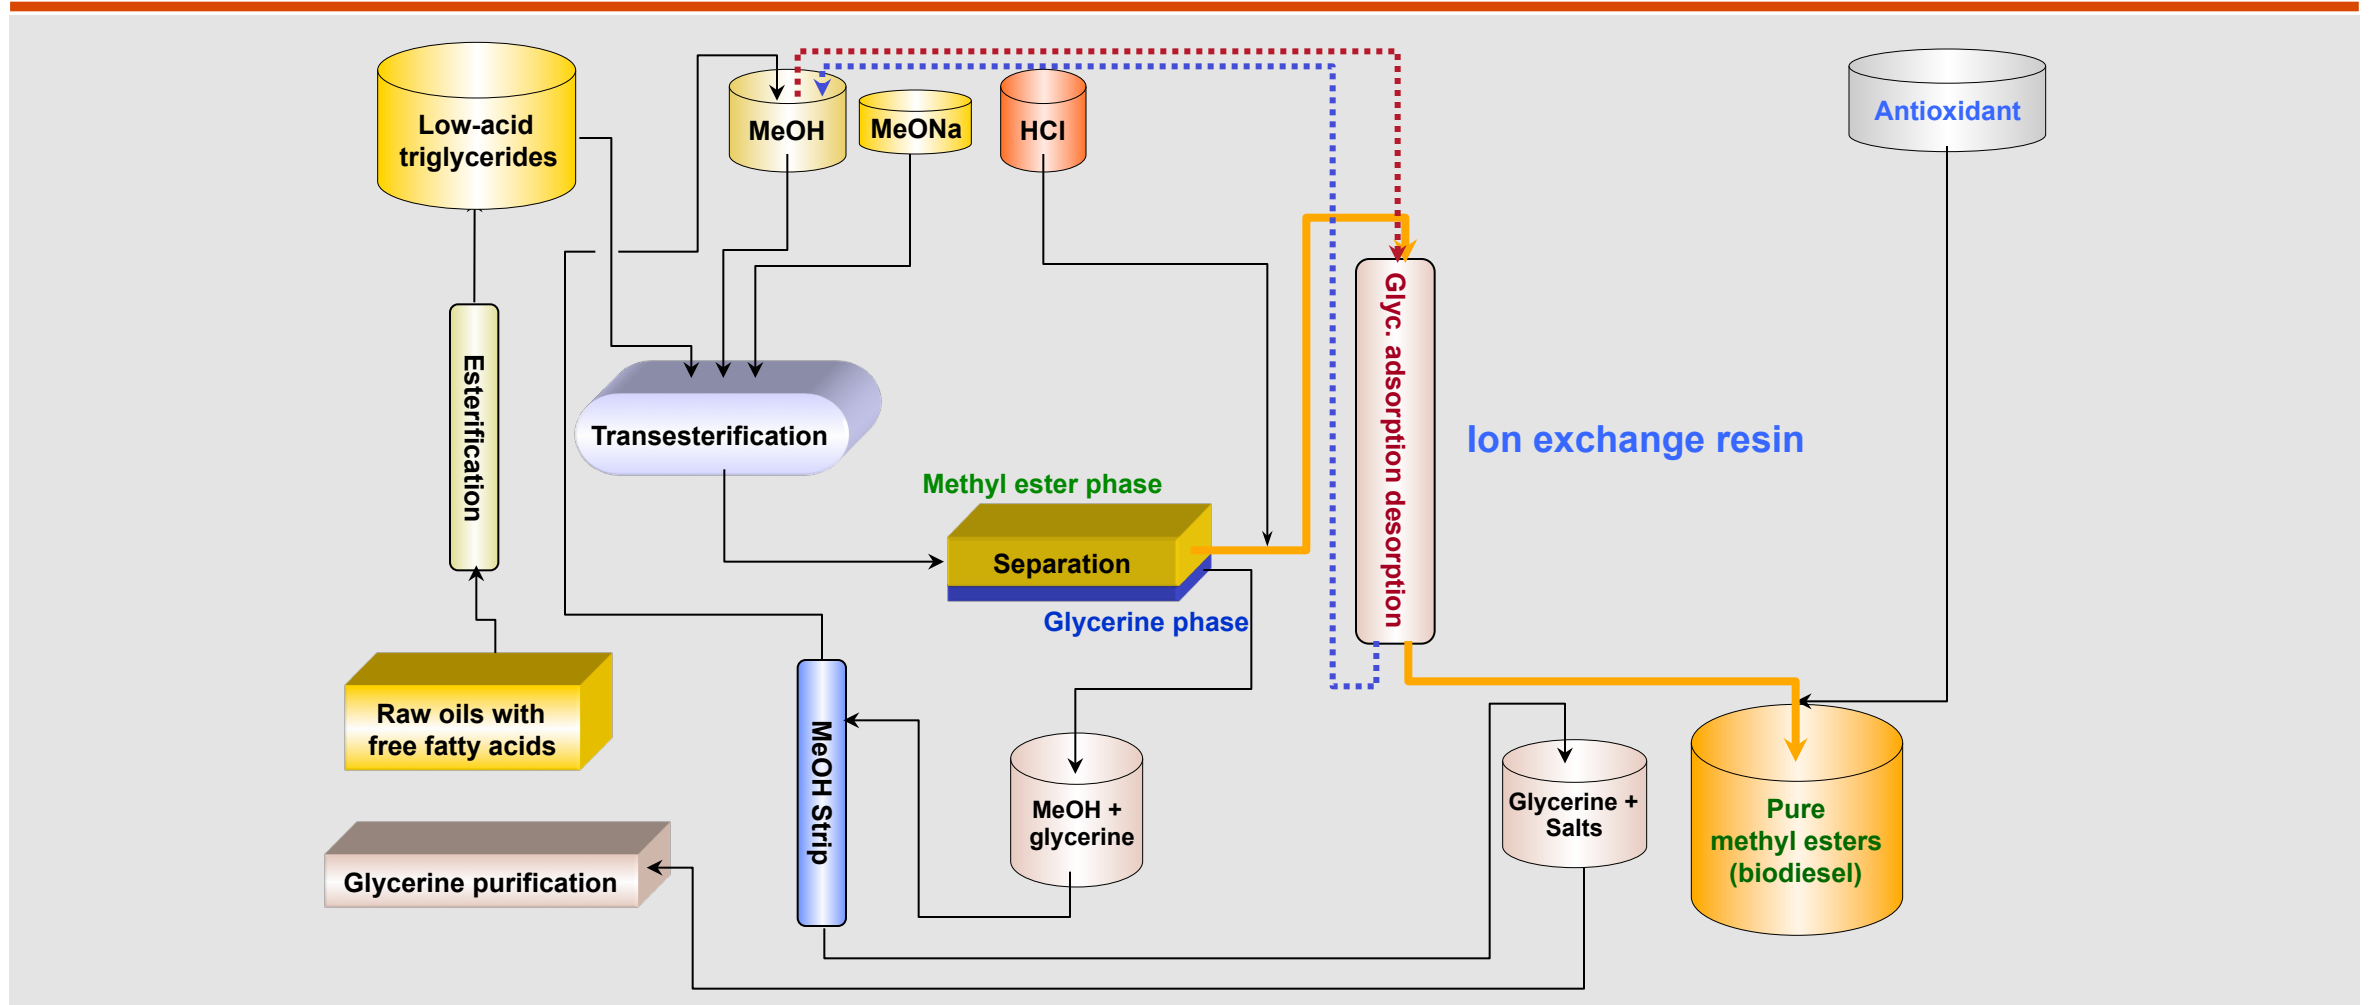 Low-acid
triglycerides
MeOH
MeONa
HCl
Antioxidant
Esterification
Glyc. adsorption desorption
Transesterification
Ion exchange resin
Methyl ester phase
Separation
Glycerine phase
Raw oils with
free fatty acids
MeOH Strip
MeOH +
glycerine
Glycerine +
Salts
Pure
methyl esters
(biodiesel)
Glycerine purification